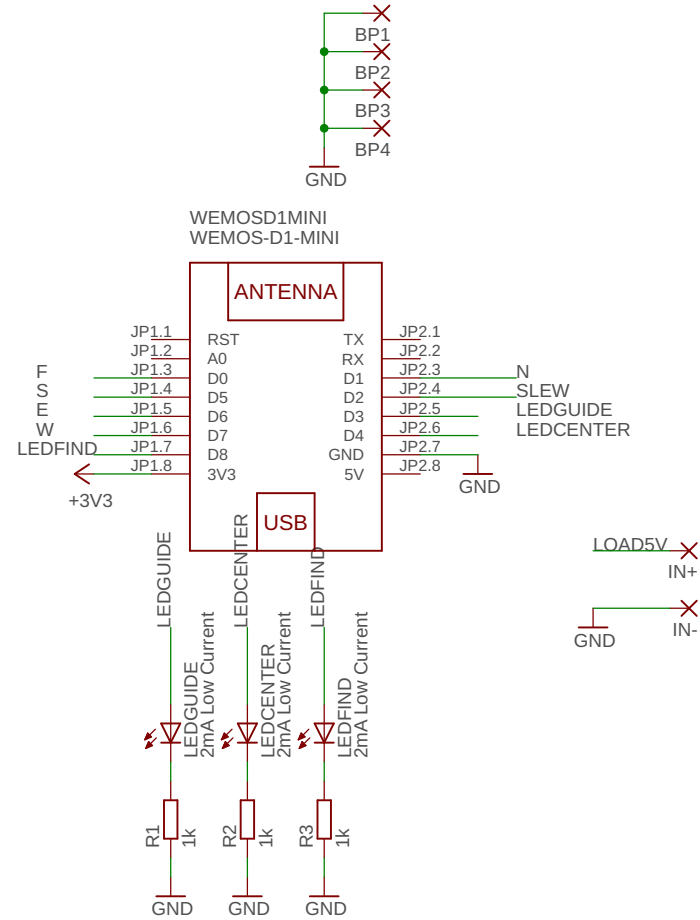 BP1
BP2
BP3
BP4
GND
WEMOSD1MINI
WEMOS-D1-MINI
ANTENNA
JP1.1 RST TX JP2.1
JP1.2 A0 RX JP2.2
F JP1.3 D0 D1 JP2.3 N
S JP1.4 D5 D2 JP2.4 SLEW
E JP1.5 D6 D3 JP2.5 LEDGUIDE
W JP1.6 D7 D4 JP2.6 LEDCENTER
LEDFIND JP1.7 D8 GND JP2.7
JP1.8 3V3 5V JP2.8
+3V3
GND
USB
LOAD5V
IN+
IN-
GND
LEDGUIDE
LEDCENTER
LEDFIND
LEDGUIDE
2mA Low Current
LEDCENTER
2mA Low Current
LEDFIND
2mA Low Current
R1
1k
R2
1k
R3
1k
GND
GND
GND